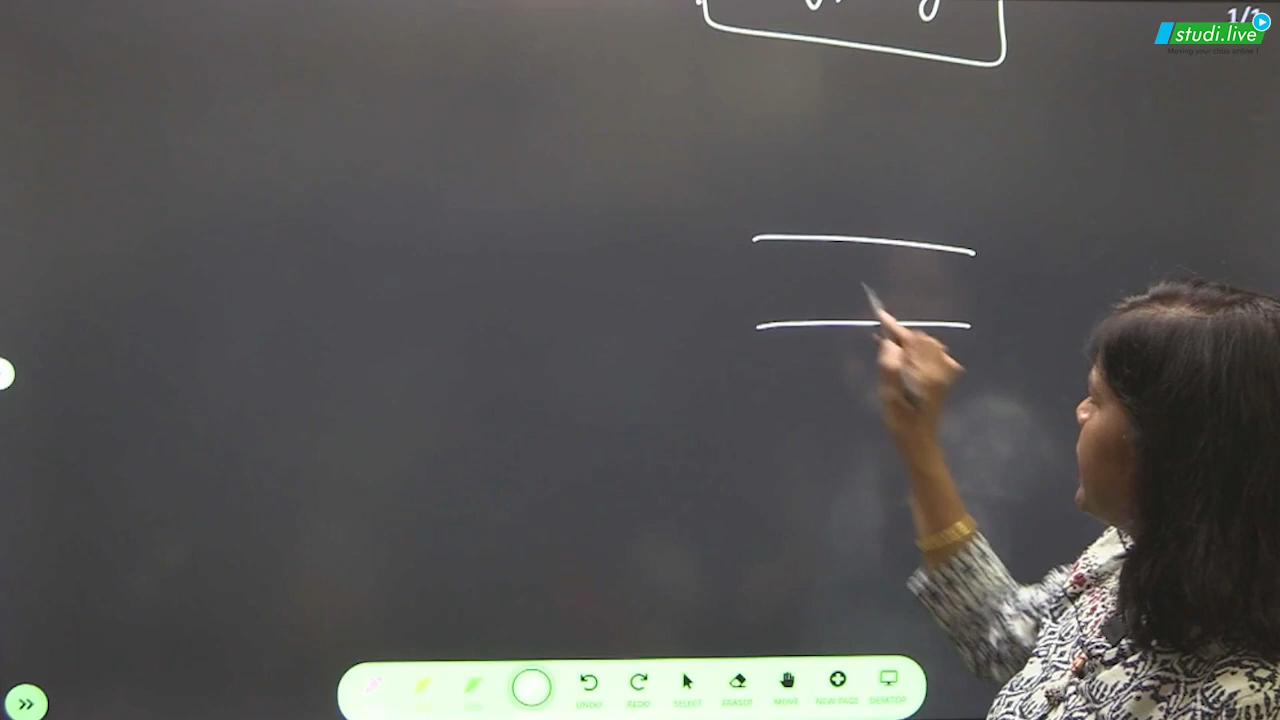 1/1
studi.live
Moving your class online !
UNDO
REDO
SELECT
ERASER
MOVE
NEW PAGE
DESKTOP